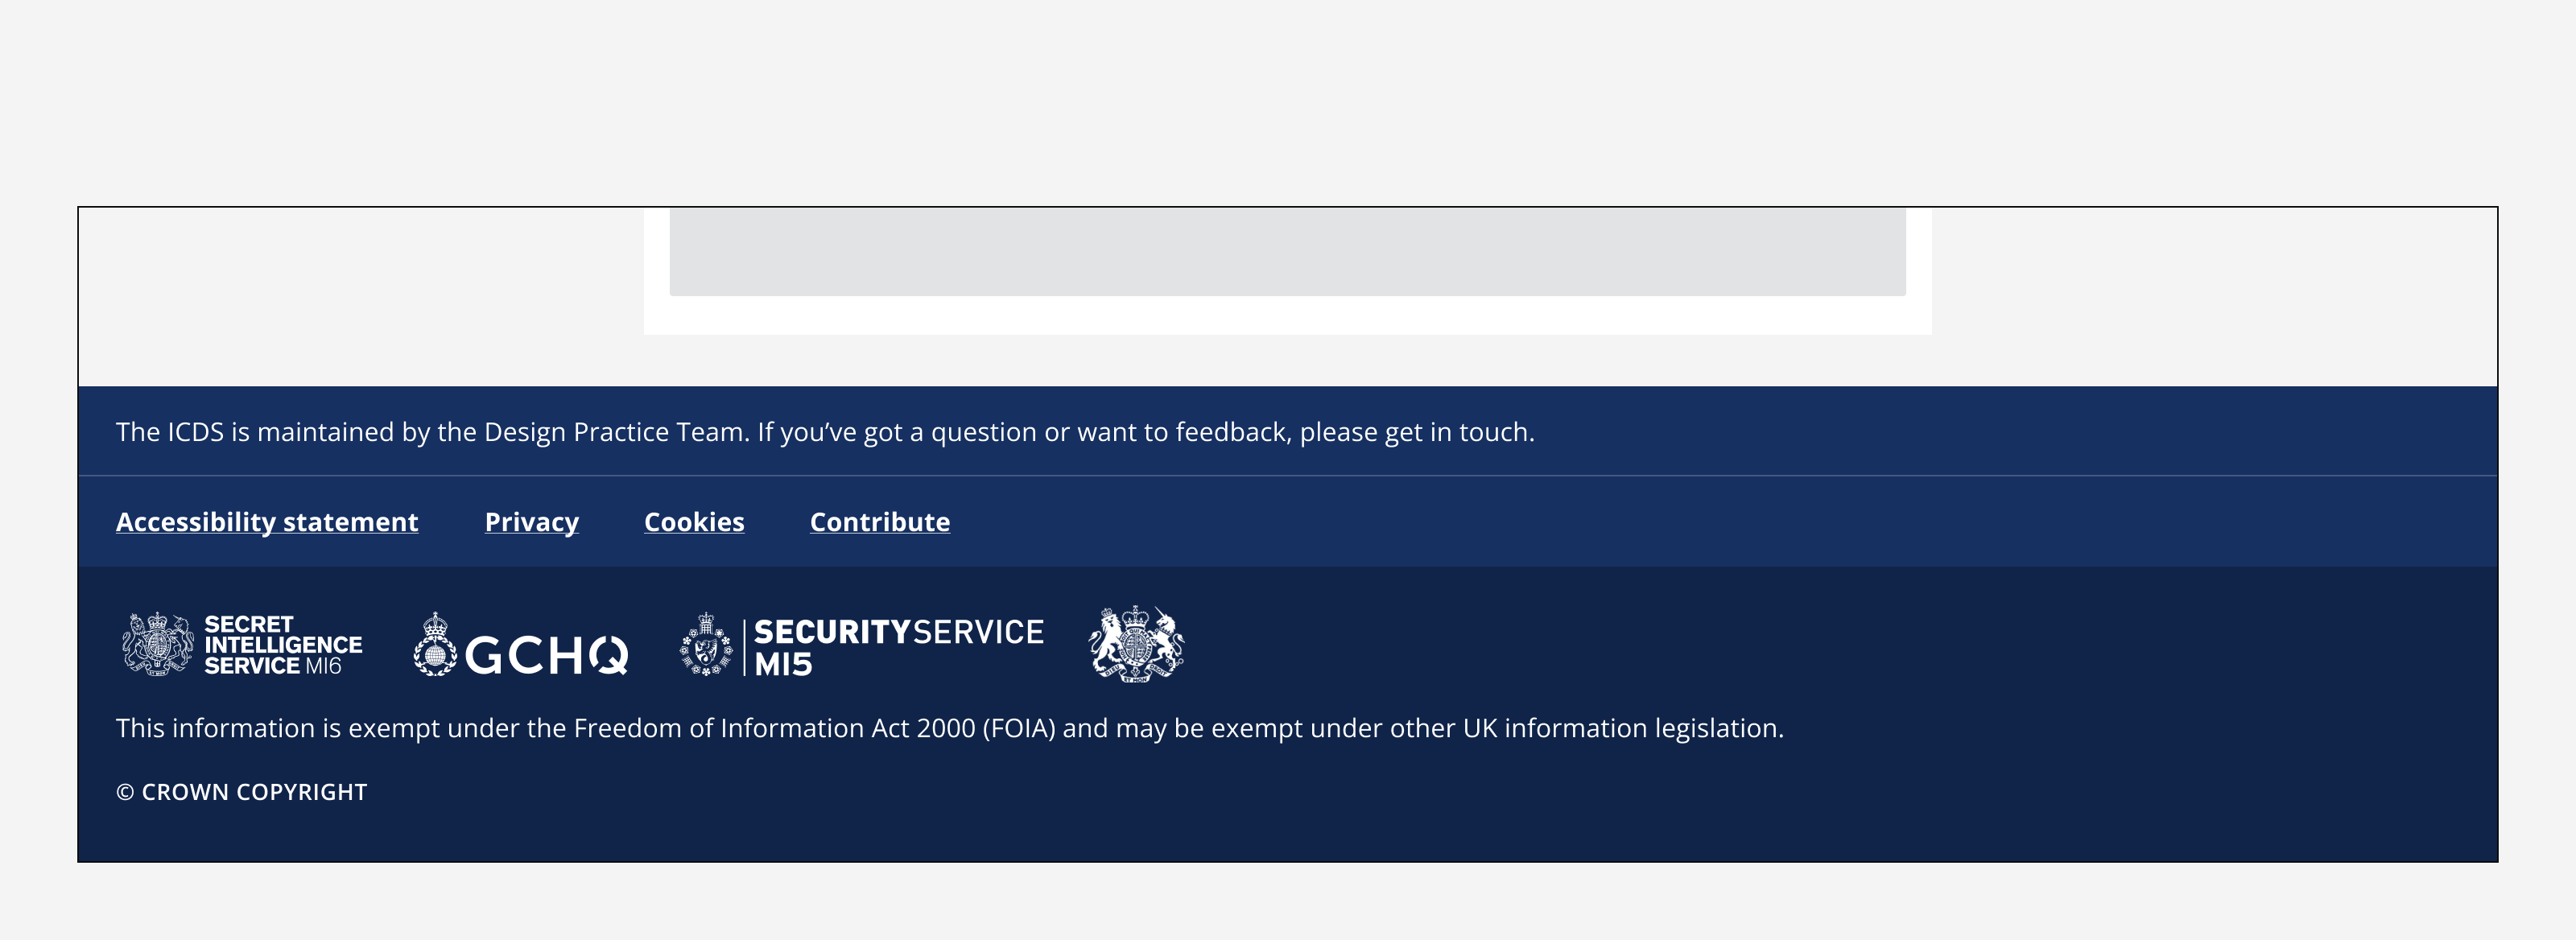 The ICDS is maintained by the Design Practice Team. If you’ve got a question or want to feedback, please get in touch.
Accessibility statement Privacy Cookies Contribute
SECRET
INTELLIGENCE
SERVICE MI6
GCHQ
SECURITYSERVICE
MI5
This information is exempt under the Freedom of Information Act 2000 (FOIA) and may be exempt under other UK information legislation.
© CROWN COPYRIGHT